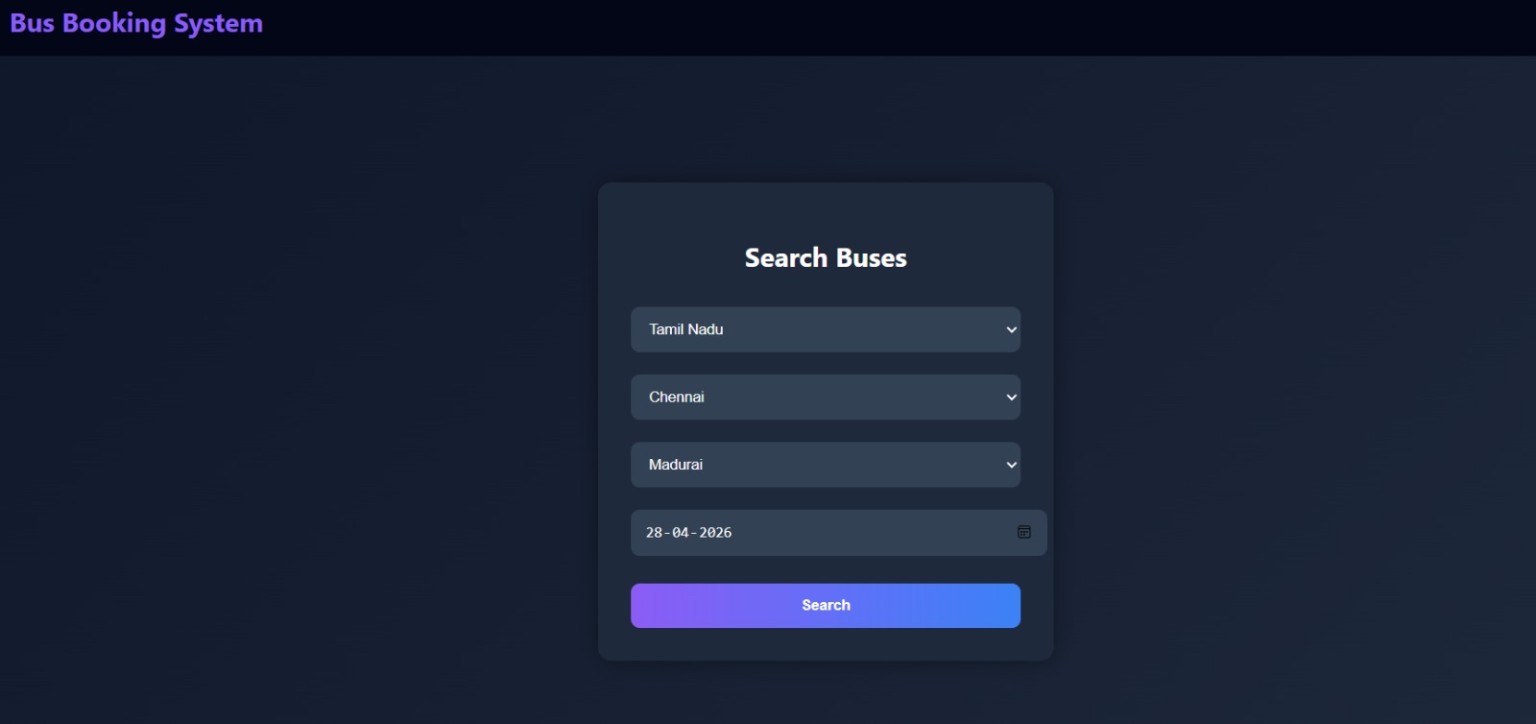 Bus Booking System
Search Buses
Tamil Nadu
Chennai
Madurai
28-04-2026
Search